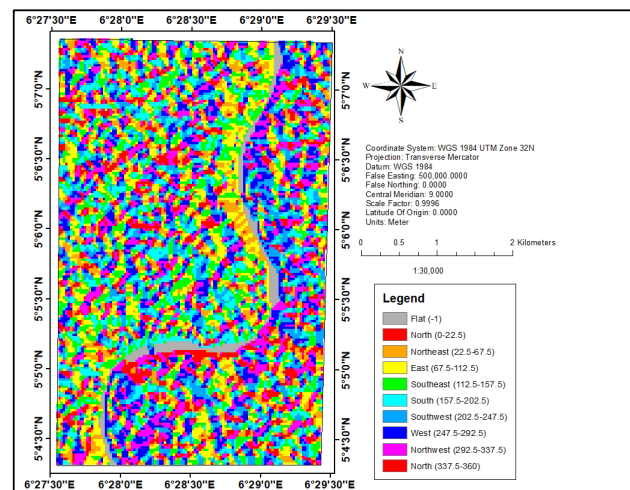 6°27'30"E 6°28'0"E 6°28'30"E 6°29'0"E 6°29'30"E
5°7'0"N
5°6'30"N
5°6'0"N
5°5'30"N
5°5'0"N
5°4'30"N
5°7'0"N
5°6'30"N
5°6'0"N
5°5'30"N
5°5'0"N
5°4'30"N
6°27'30"E 6°28'0"E 6°28'30"E 6°29'0"E 6°29'30"E
N
W E
S
Coordinate System: WGS 1984 UTM Zone 32N
Projection: Transverse Mercator
Datum: WGS 1984
False Easting: 500,000.0000
False Northing: 0.0000
Central Meridian: 9.0000
Scale Factor: 0.9996
Latitude Of Origin: 0.0000
Units: Meter
0 0.5 1 2 Kilometers
1:30,000
Legend
Flat (-1)
North (0-22.5)
Northeast (22.5-67.5)
East (67.5-112.5)
Southeast (112.5-157.5)
South (157.5-202.5)
Southwest (202.5-247.5)
West (247.5-292.5)
Northwest (292.5-337.5)
North (337.5-360)